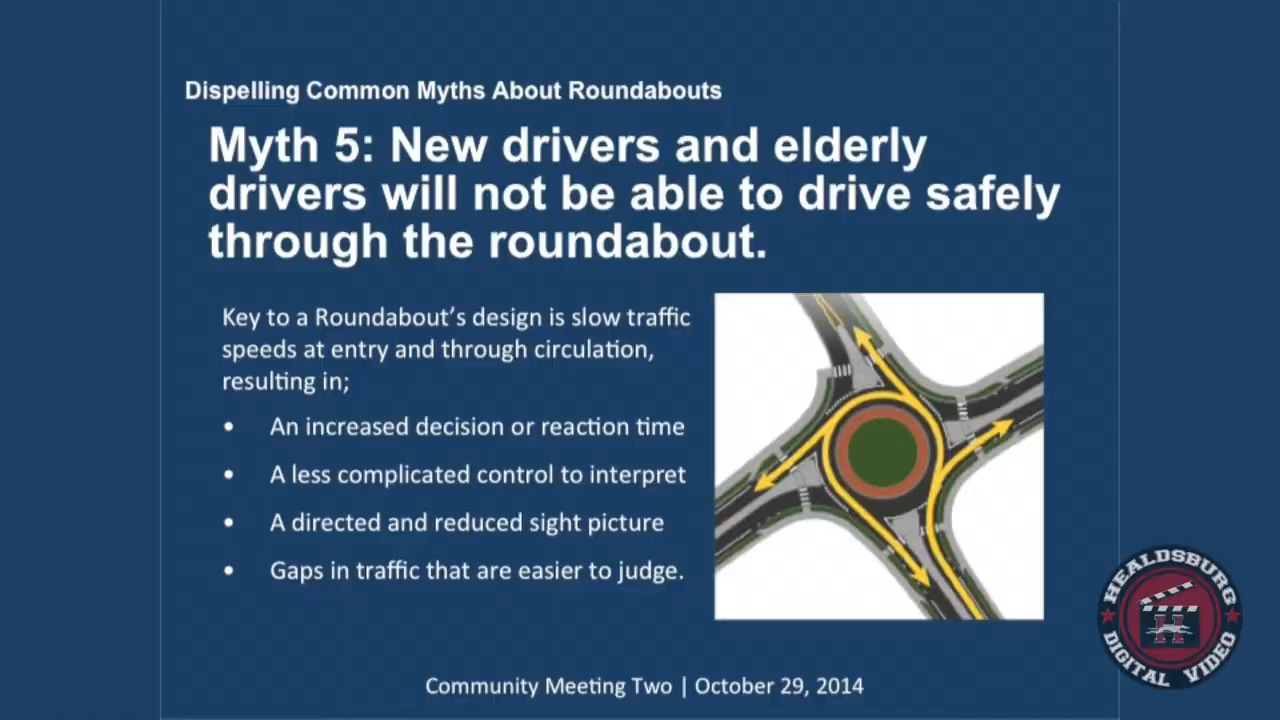 Dispelling Common Myths About Roundabouts
Myth 5: New drivers and elderly
drivers will not be able to drive safely
through the roundabout.
Key to a Roundabout's design is slow traffic
speeds at entry and through circulation,
resulting in;
• An increased decision or reaction time
• A less complicated control to interpret
• A directed and reduced sight picture
• Gaps in traffic that are easier to judge.
HEALDSBURG
H
DIGITAL VIDEO
Community Meeting Two | October 29, 2014